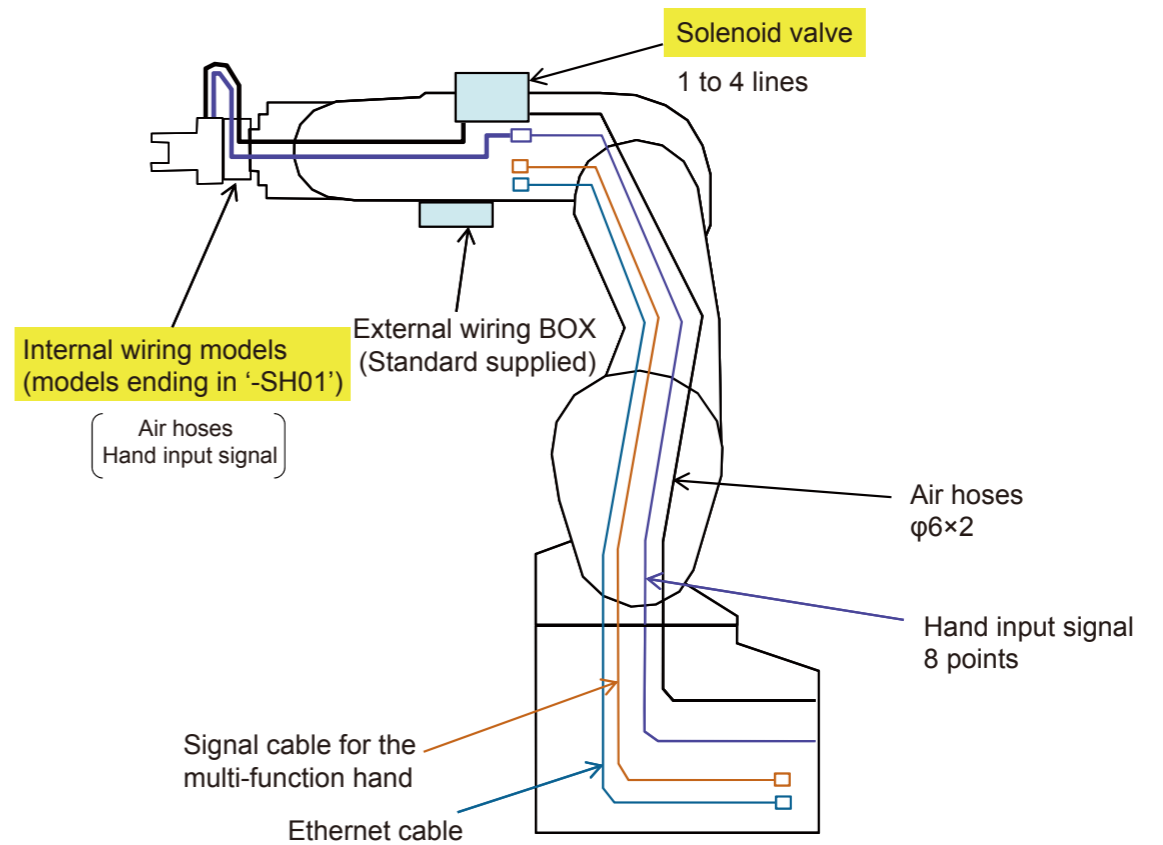 Solenoid valve
1 to 4 lines
External wiring BOX
(Standard supplied)
Internal wiring models
(models ending in ‘-SH01’)
Air hoses
Hand input signal
Air hoses
φ6×2
Hand input signal
8 points
Signal cable for the
multi-function hand
Ethernet cable